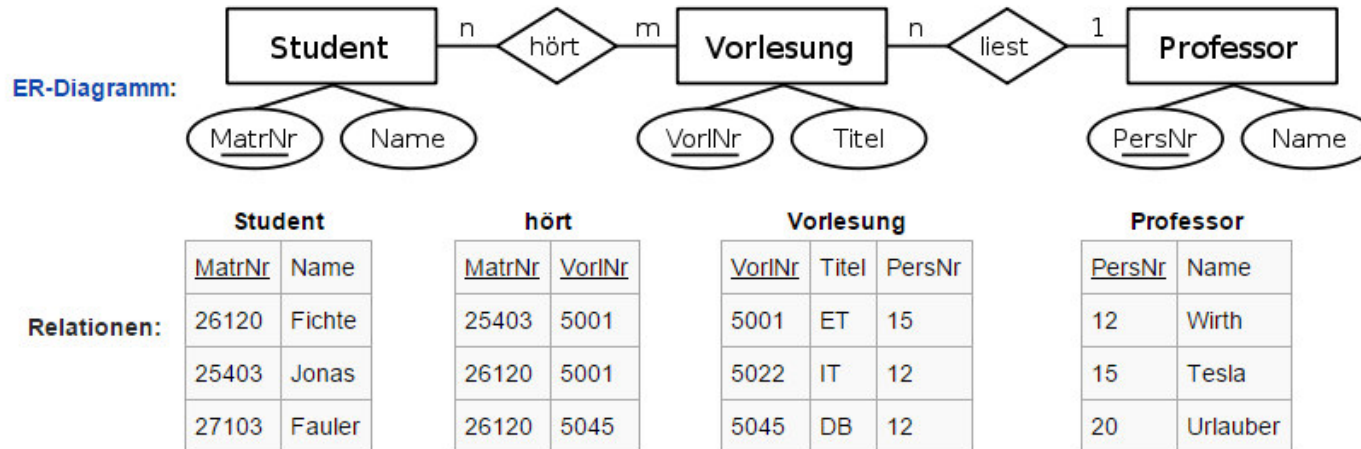 Student n hört m Vorlesung n liest 1 Professor
ER-Diagramm:
MatrNr Name VorlNr Titel PersNr Name
Student hört Vorlesung Professor
MatrNr Name MatrNr VorlNr VorlNr Titel PersNr PersNr Name
Relationen:
26120 Fichte 25403 5001 5001 ET 15 12 Wirth
25403 Jonas 26120 5001 5022 IT 12 15 Tesla
27103 Fauler 26120 5045 5045 DB 12 20 Urlauber